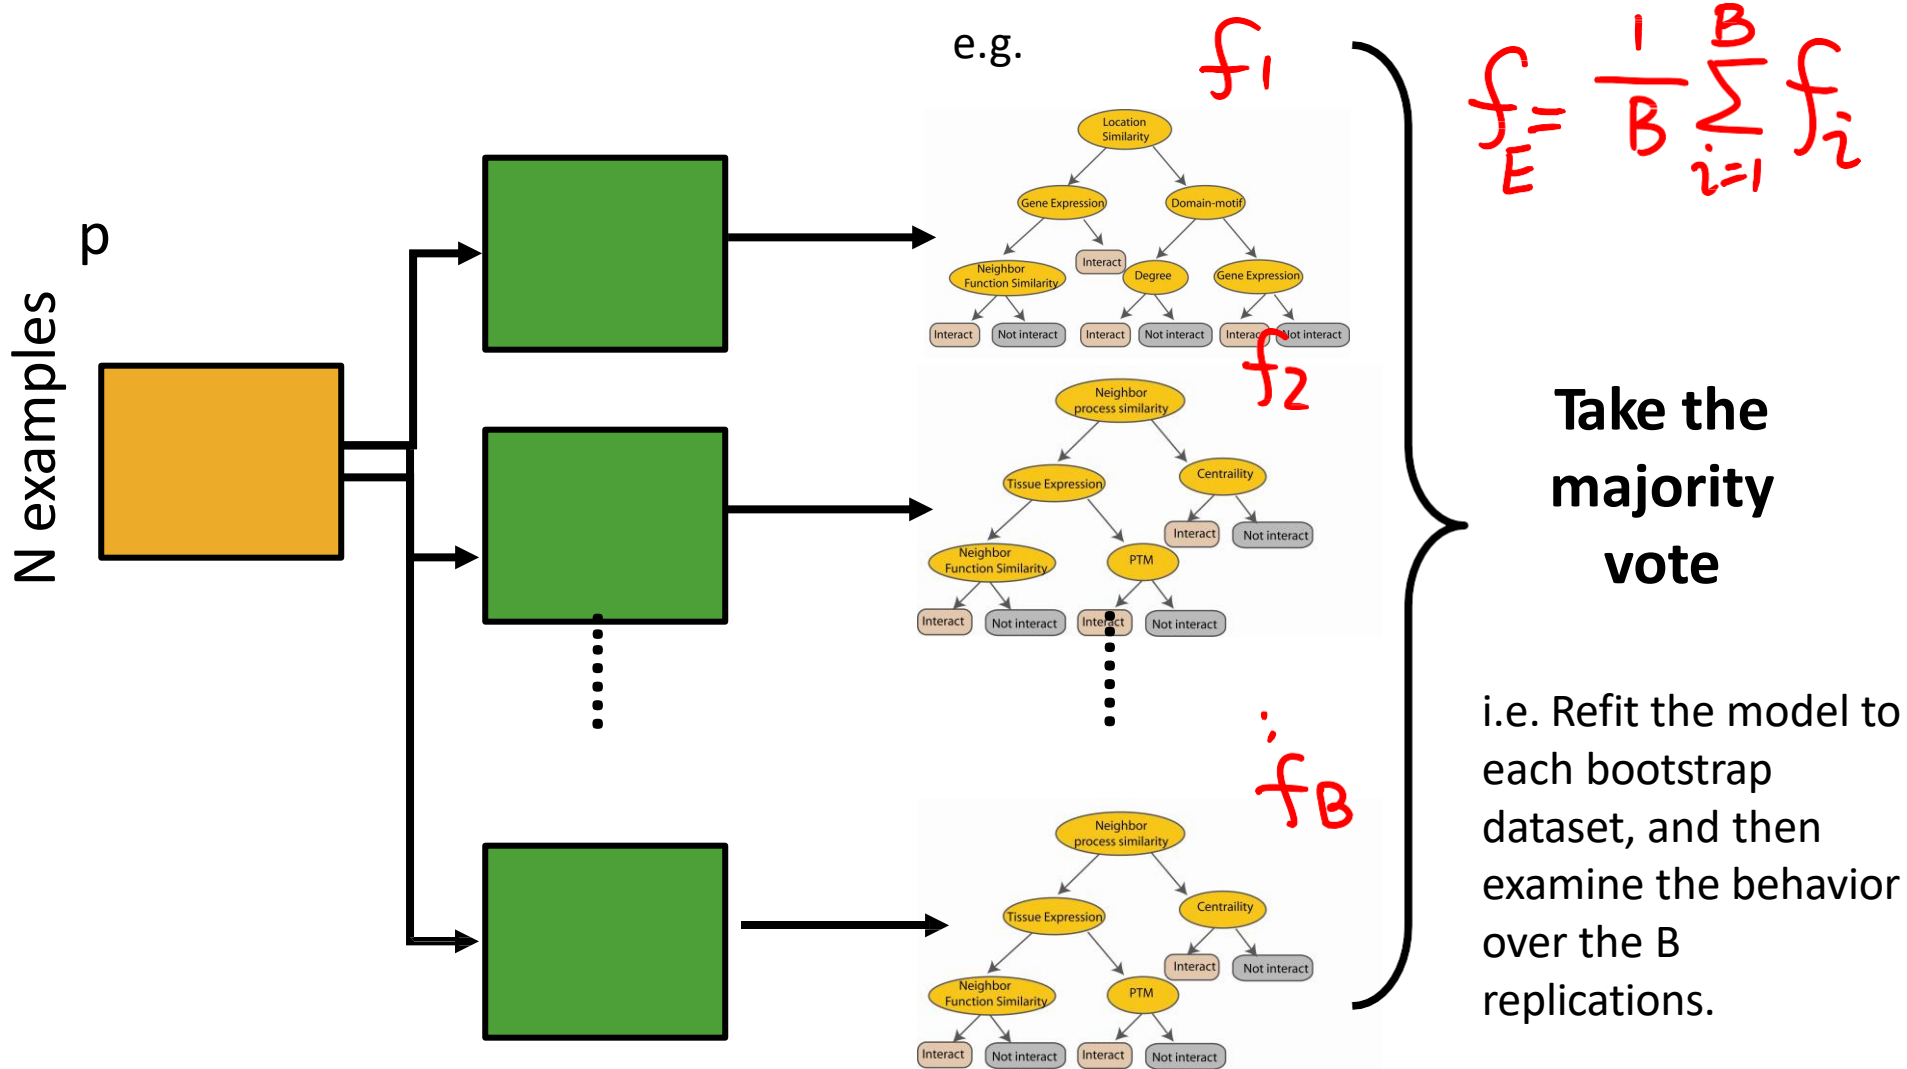 e.g.
f1
f_E = 1/B Σ_{i=1}^{B} f_i
p
N examples
Location
Similarity
Gene Expression
Domain-motif
Interact
Neighbor
Function Similarity
Degree
Gene Expression
Interact
Not interact
Interact
Not interact
Interact
Not interact
f2
Neighbor
process similarity
Tissue Expression
Centraility
Interact
Not interact
Neighbor
Function Similarity
PTM
Interact
Not interact
Interact
Not interact
fB
Neighbor
process similarity
Tissue Expression
Centraility
Interact
Not interact
Neighbor
Function Similarity
PTM
Interact
Not interact
Interact
Not interact
Take the
majority
vote
i.e. Refit the model to
each bootstrap
dataset, and then
examine the behavior
over the B
replications.